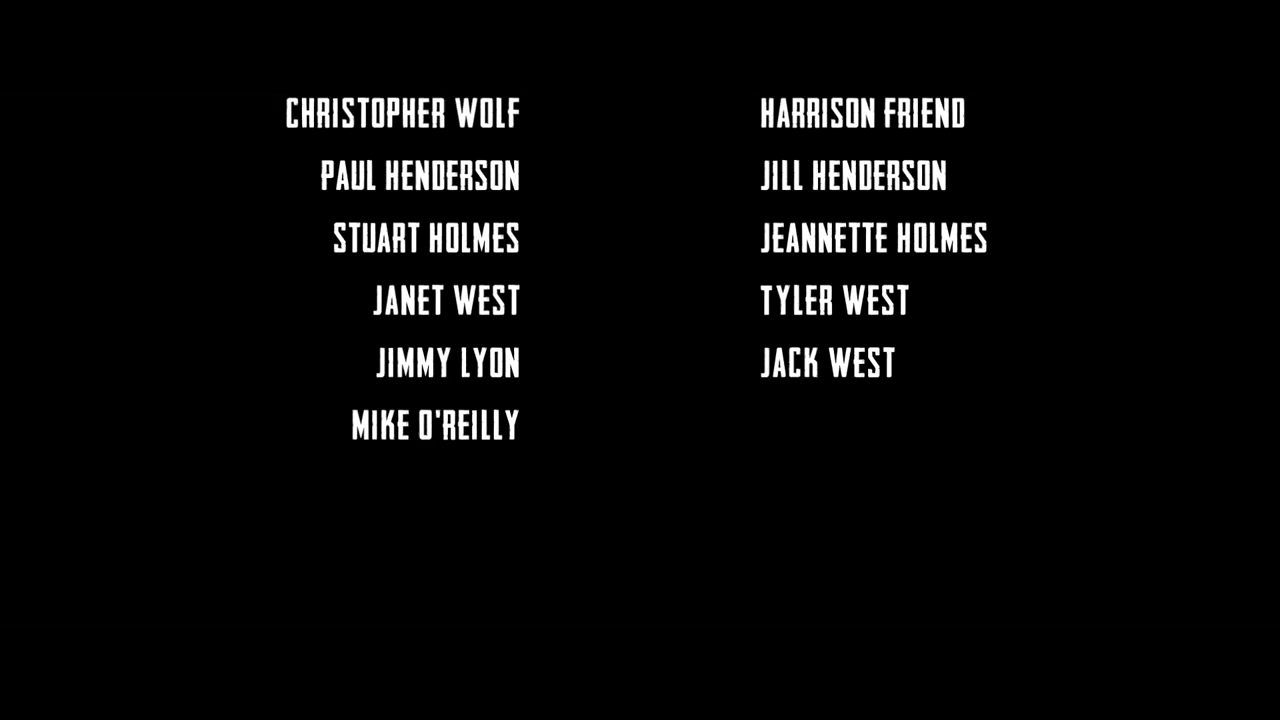 CHRISTOPHER WOLF HARRISON FRIEND
PAUL HENDERSON JILL HENDERSON
STUART HOLMES JEANNETTE HOLMES
JANET WEST TYLER WEST
JIMMY LYON JACK WEST
MIKE O'REILLY